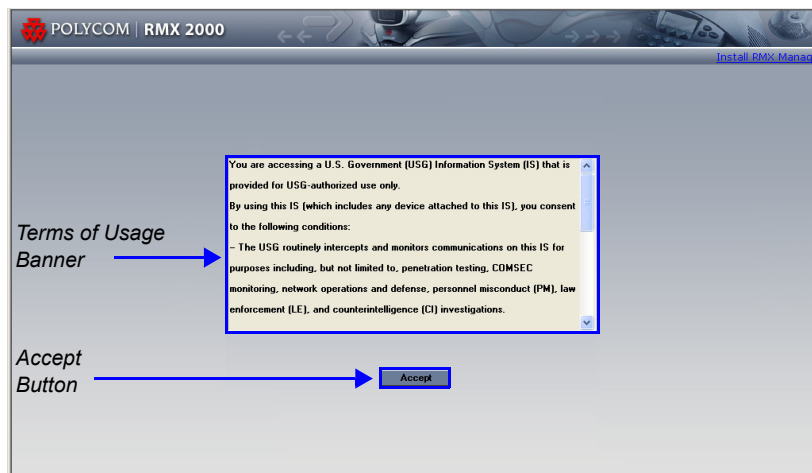 POLYCOM | RMX 2000
Install RMX Manag
You are accessing a U.S. Government (USG) Information System (IS) that is
provided for USG-authorized use only.
By using this IS (which includes any device attached to this IS), you consent
to the following conditions:
– The USG routinely intercepts and monitors communications on this IS for
purposes including, but not limited to, penetration testing, COMSEC
monitoring, network operations and defense, personnel misconduct (PM), law
enforcement (LE), and counterintelligence (CI) investigations.
Terms of Usage
Banner
Accept
Button
Accept